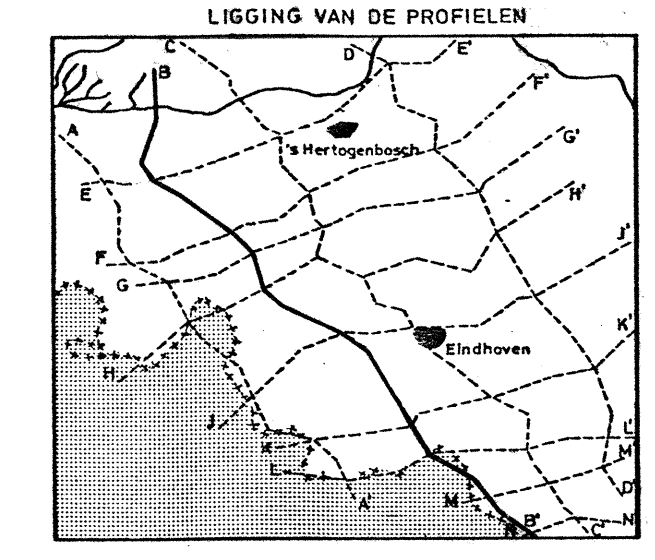 LIGGING VAN DE PROFIELEN
C
D
E'
B
F'
A
's Hertogenbosch
G'
E
H'
J'
F
G
K'
Eindhoven
H
J
L'
K
M'
L
D'
A'
M
B'
N'
N
C'